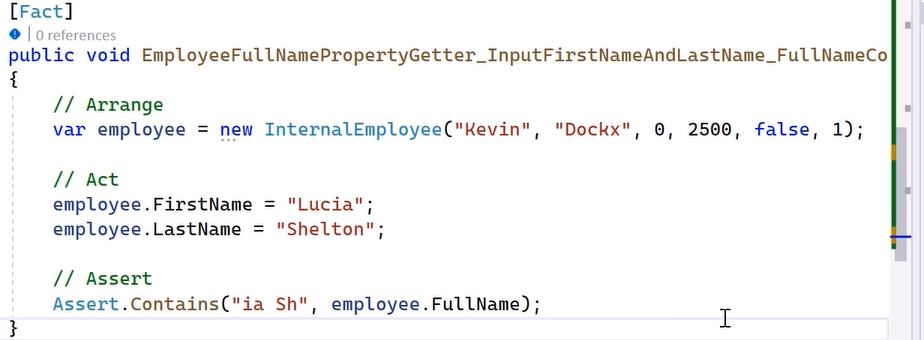 [Fact]
| 0 references
public void EmployeeFullNamePropertyGetter_InputFirstNameAndLastName_FullNameCo
{
// Arrange
var employee = new InternalEmployee("Kevin", "Dockx", 0, 2500, false, 1);
// Act
employee.FirstName = "Lucia";
employee.LastName = "Shelton";
// Assert
Assert.Contains("ia Sh", employee.FullName);
}